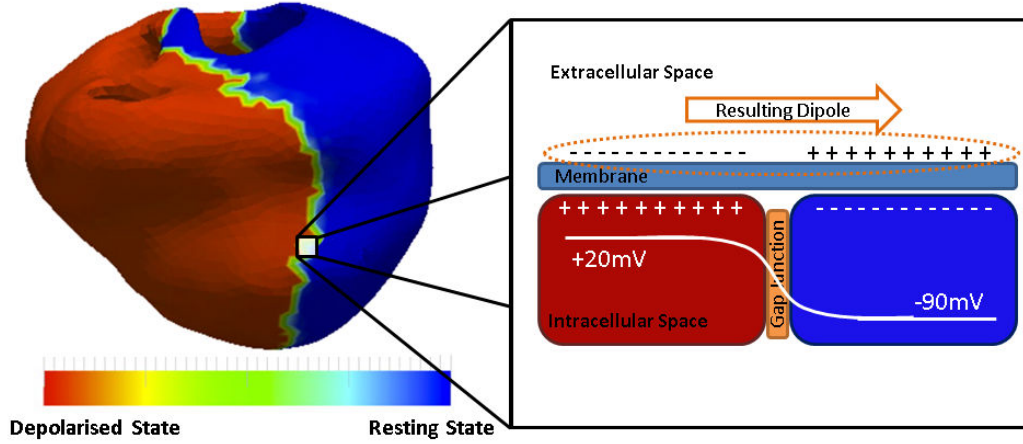 Extracellular Space
Resulting Dipole
- - - - - - - - - - - - -
+ + + + + + + + + +
Membrane
+ + + + + + + + + +
- - - - - - - - - - - - -
+20mV
Gap Junction
-90mV
Intracellular Space
Depolarised State
Resting State